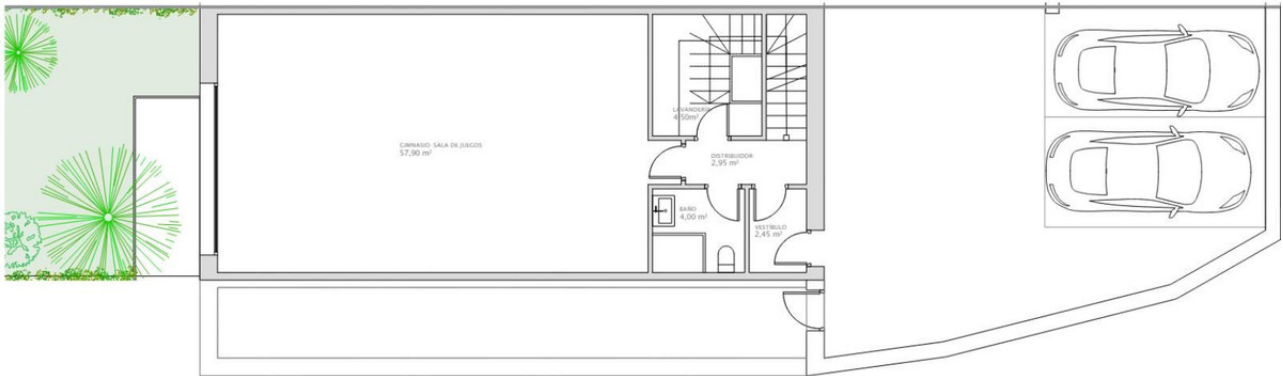 LAVANDERIA
4,50m²
GIMNASIO- SALA DE JUEGOS
57,90 m²
DISTRIBUIDOR
2,95 m²
BAÑO
4,00 m²
VESTÍBULO
2,45 m²